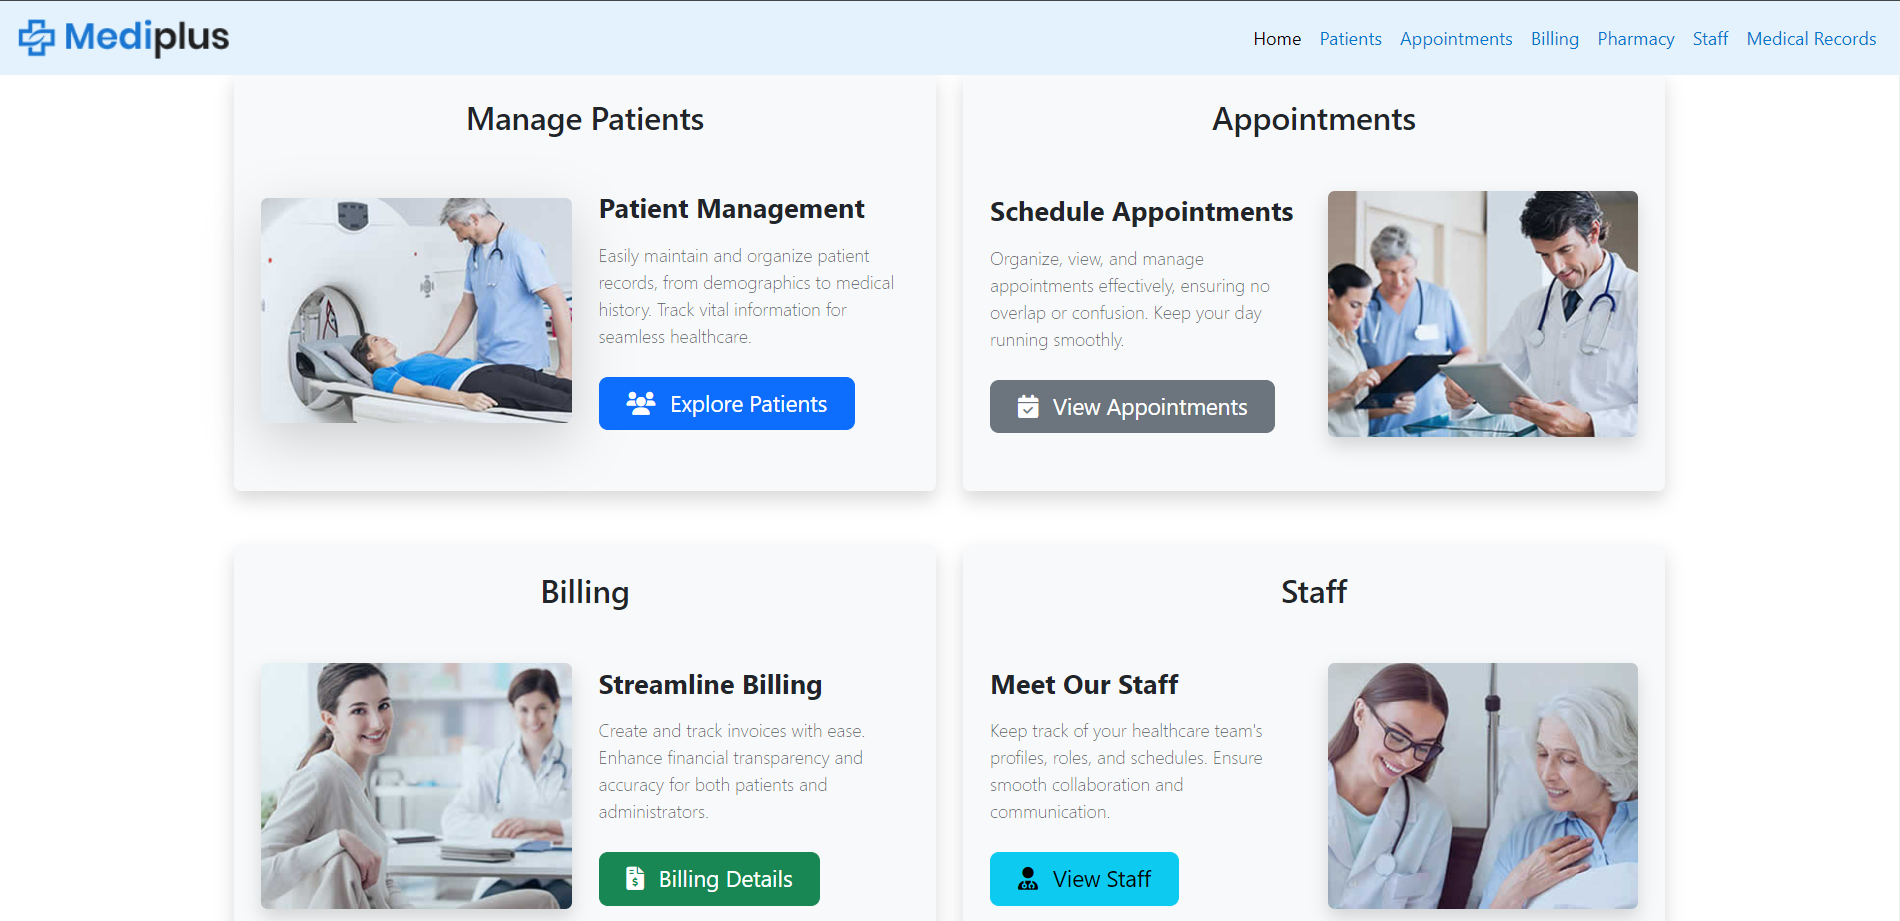 Mediplus
Home Patients Appointments Billing Pharmacy Staff Medical Records
Manage Patients
Patient Management
Easily maintain and organize patient
records, from demographics to medical
history. Track vital information for
seamless healthcare.
Explore Patients
Appointments
Schedule Appointments
Organize, view, and manage
appointments effectively, ensuring no
overlap or confusion. Keep your day
running smoothly.
View Appointments
Billing
Streamline Billing
Create and track invoices with ease.
Enhance financial transparency and
accuracy for both patients and
administrators.
Billing Details
Staff
Meet Our Staff
Keep track of your healthcare team's
profiles, roles, and schedules. Ensure
smooth collaboration and
communication.
View Staff